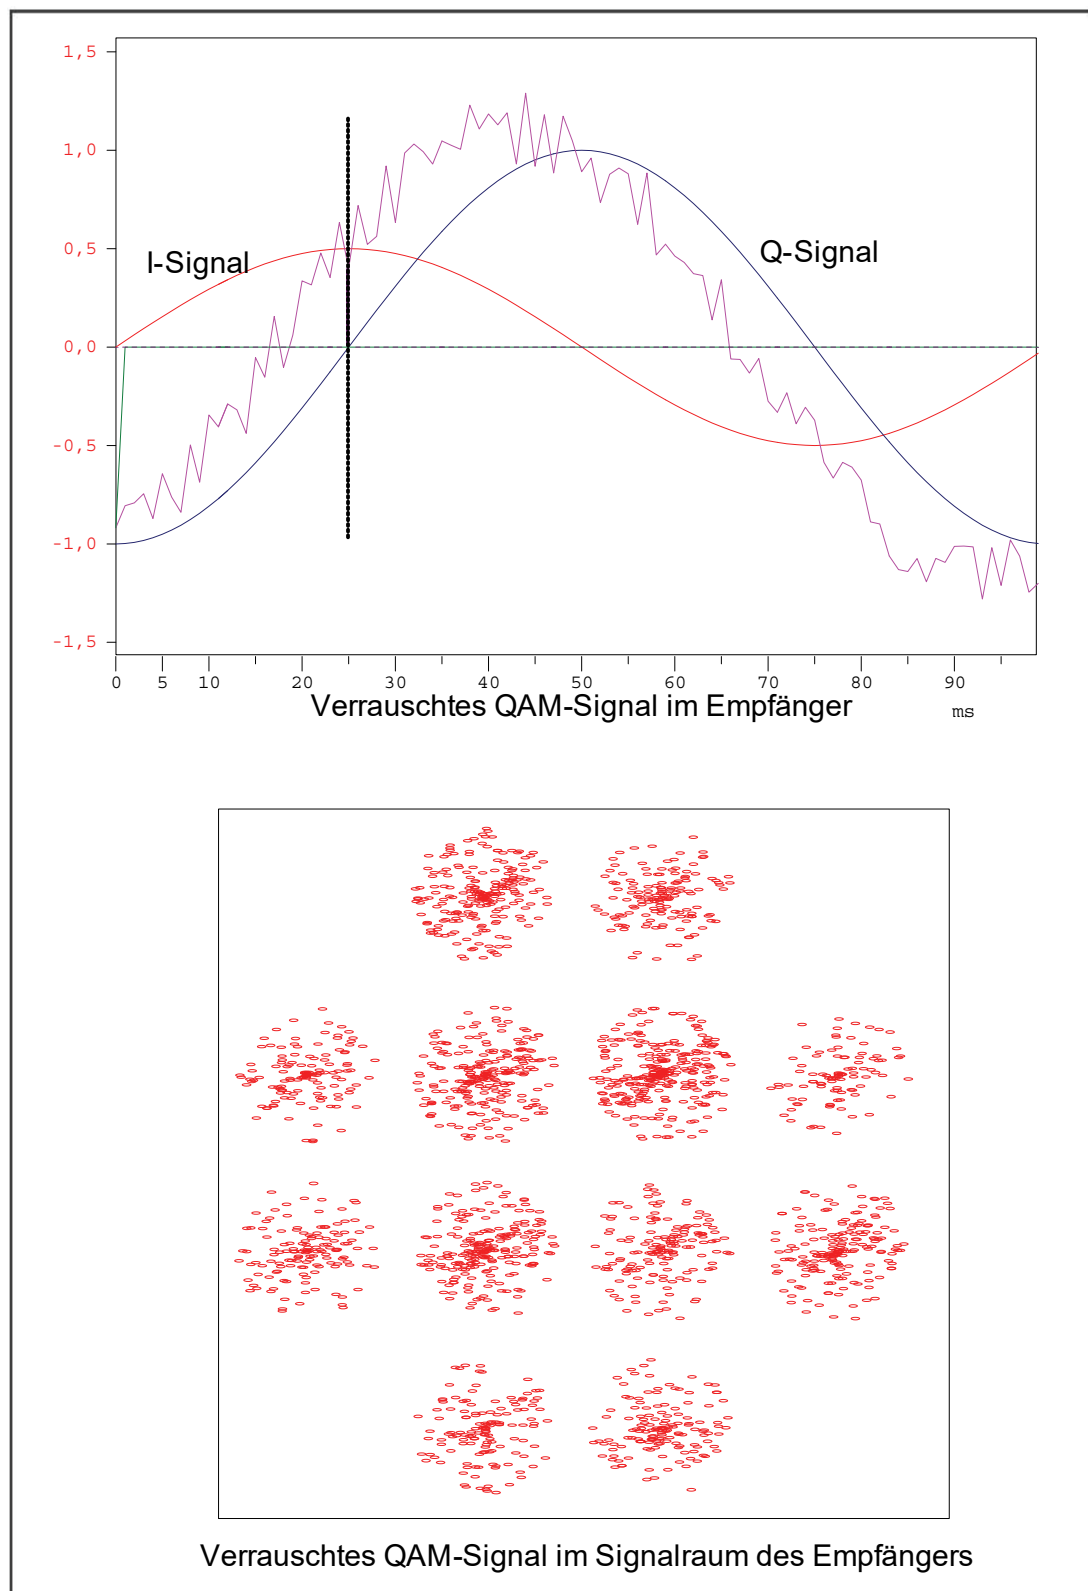 1,5
1,0
0,5
I-Signal
Q-Signal
0,0
-0,5
-1,0
-1,5
0 5 10 20 30 40 50 60 70 80 90
Verrauschtes QAM-Signal im Empfänger ms
Verrauschtes QAM-Signal im Signalraum des Empfängers